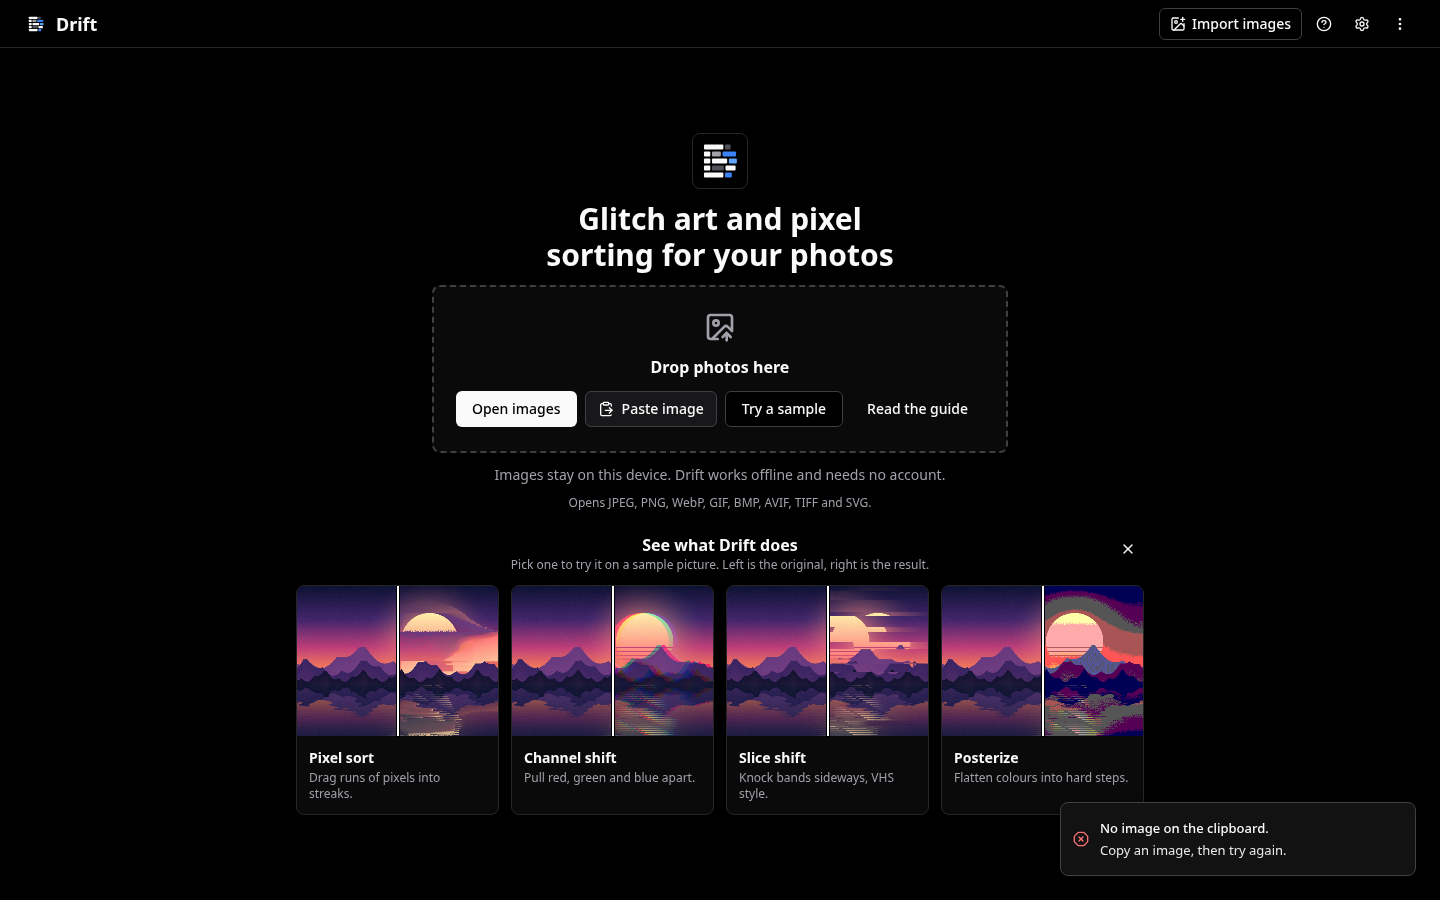 Drift
Import images
Glitch art and pixel
sorting for your photos
Drop photos here
Open images
Paste image
Try a sample
Read the guide
Images stay on this device. Drift works offline and needs no account.
Opens JPEG, PNG, WebP, GIF, BMP, AVIF, TIFF and SVG.
See what Drift does
Pick one to try it on a sample picture. Left is the original, right is the result.
Pixel sort
Drag runs of pixels into
streaks.
Channel shift
Pull red, green and blue apart.
Slice shift
Knock bands sideways, VHS
style.
Posterize
Flatten colours into hard steps.
No image on the clipboard.
Copy an image, then try again.